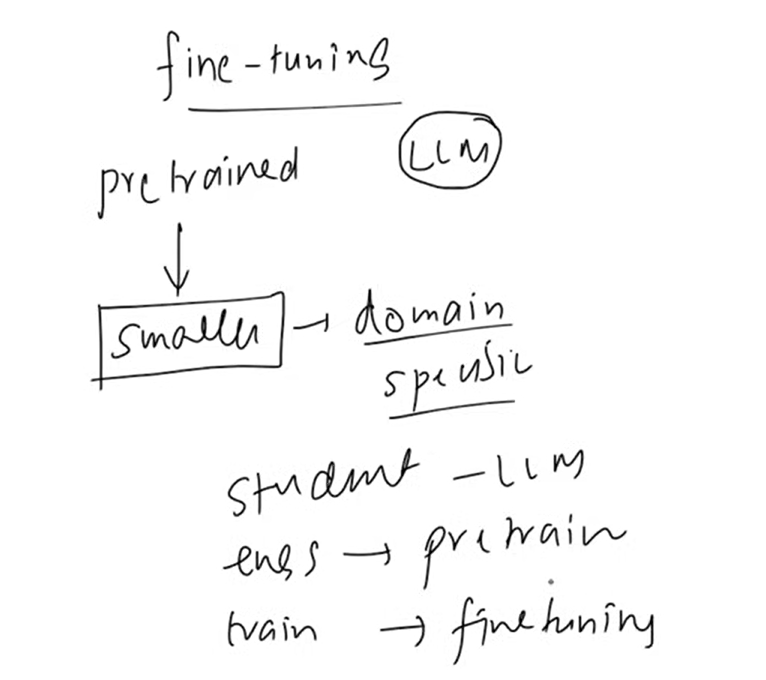 fine-tuning
LLM
pretrained
smaller → domain
specific
student - LLM
engg → pretrain
train → finetuning